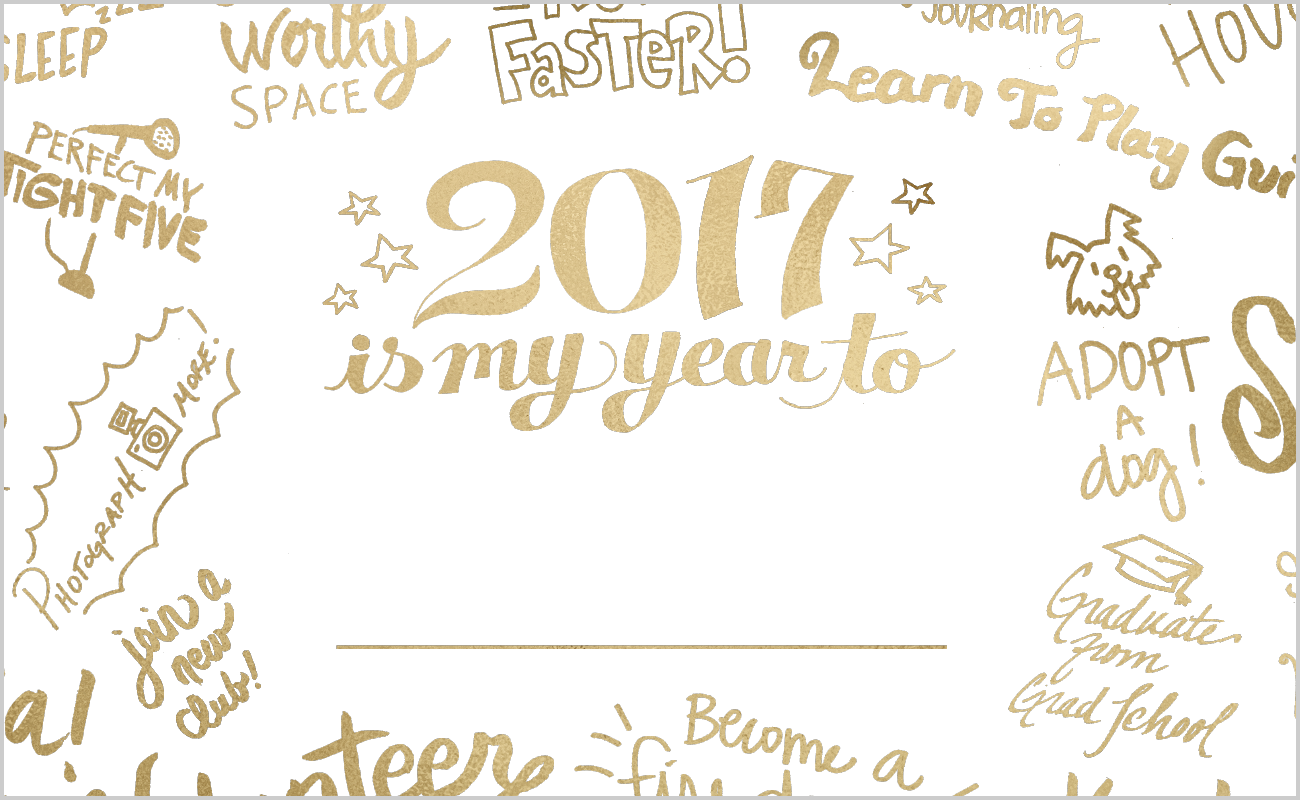 SLEEP
Worthy
SPACE
FASTER!
JOURNaling
HOW
Learn To Play
PERFECT MY
TIGHT FIVE
2017
is my year to
ADOPT
A
dog!
PHOTOGRAPH MORE!
join a
new
club!
Graduate
from
Grad School
Become a